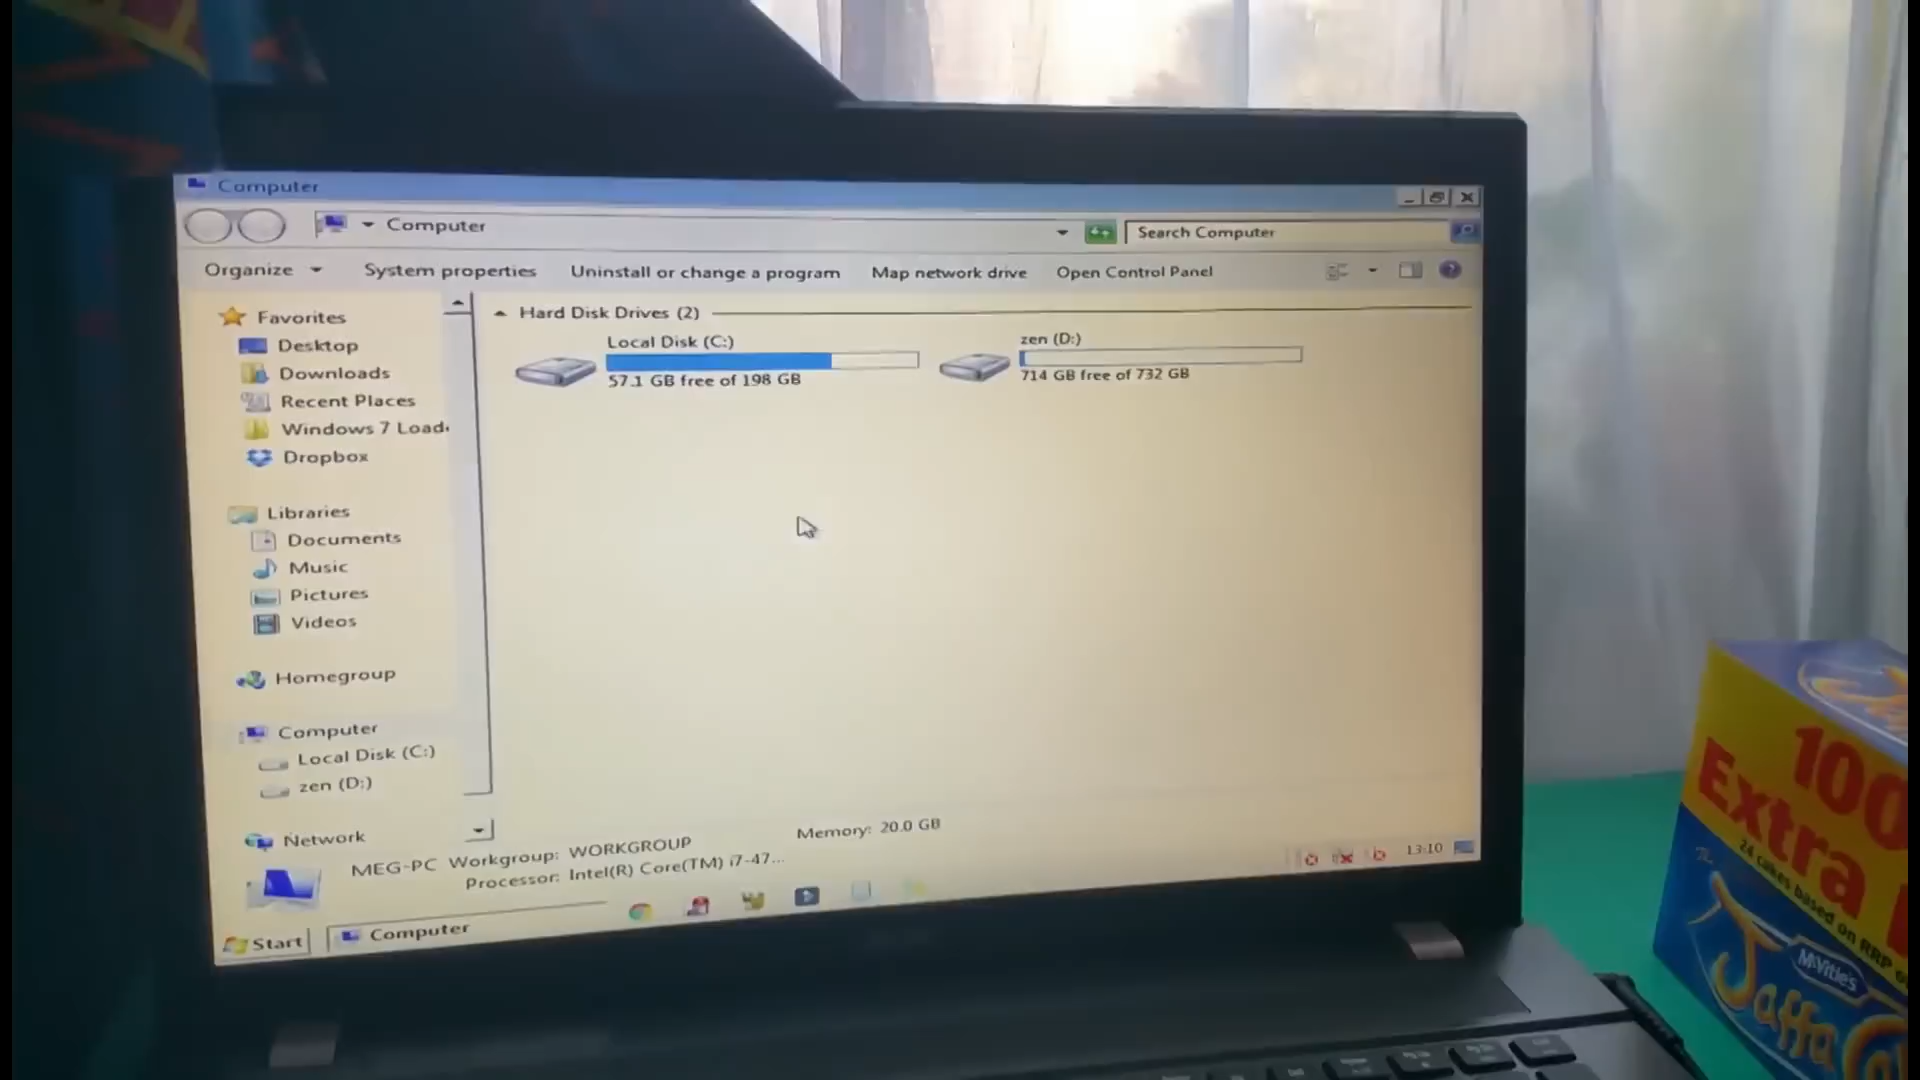 Computer
Computer
Search Computer
Organize
System properties
Uninstall or change a program
Map network drive
Open Control Panel
Favorites
Desktop
Downloads
Recent Places
Windows 7 Load
Dropbox
Libraries
Documents
Music
Pictures
Videos
Homegroup
Computer
Local Disk (C:)
zen (D:)
Network
Hard Disk Drives (2)
Local Disk (C:)
57.1 GB free of 198 GB
zen (D:)
714 GB free of 732 GB
MEG-PC Workgroup: WORKGROUP
Memory: 20.0 GB
Processor: Intel(R) Core(TM) i7-47...
13:10
Start
Computer
100
Extra
24 cakes based on RRP
McVitie's
Jaffa